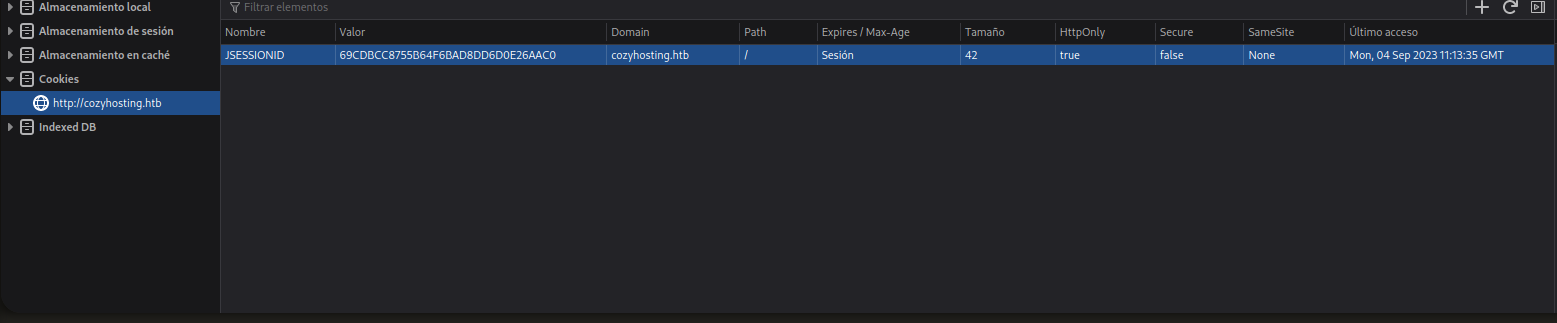 Almacenamiento local
Filtrar elementos
Almacenamiento de sesión
Nombre Valor Domain Path Expires / Max-Age Tamaño HttpOnly Secure SameSite Último acceso
Almacenamiento en caché
JSESSIONID 69CDBCC8755B64F6BAD8DD6D0E26AAC0 cozyhosting.htb / Sesión 42 true false None Mon, 04 Sep 2023 11:13:35 GMT
Cookies
http://cozyhosting.htb
Indexed DB